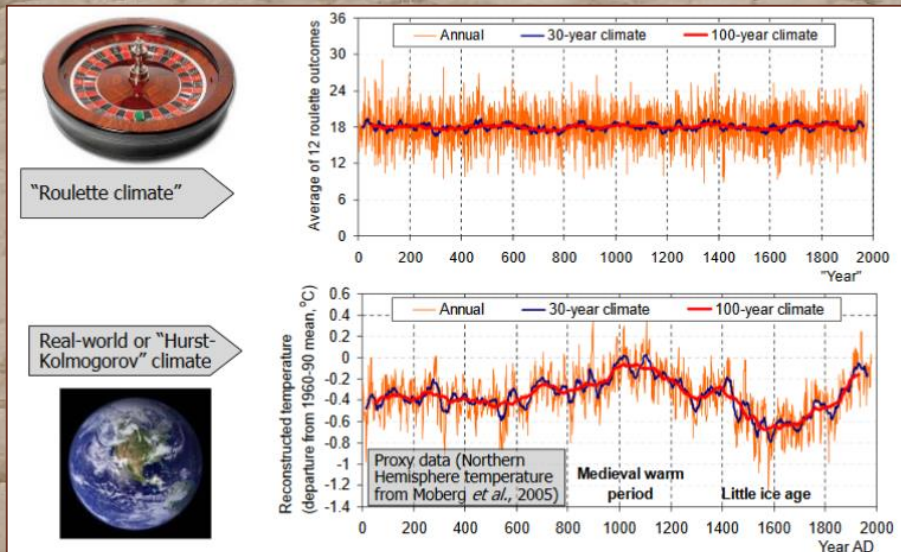 "Roulette climate"
Average of 12 roulette outcomes
36
30
24
18
12
6
0
Annual
30-year climate
100-year climate
0 200 400 600 800 1000 1200 1400 1600 1800 2000
"Year"
Real-world or "Hurst-
Kolmogorov" climate
Reconstructed temperature
(departure from 1960-90 mean, °C)
0.6
0.4
0.2
0
-0.2
-0.4
-0.6
-0.8
-1
-1.2
-1.4
Annual
30-year climate
100-year climate
Proxy data (Northern
Hemisphere temperature
from Moberg et al., 2005)
Medieval warm
period
Little ice age
0 200 400 600 800 1000 1200 1400 1600 1800 2000
Year AD